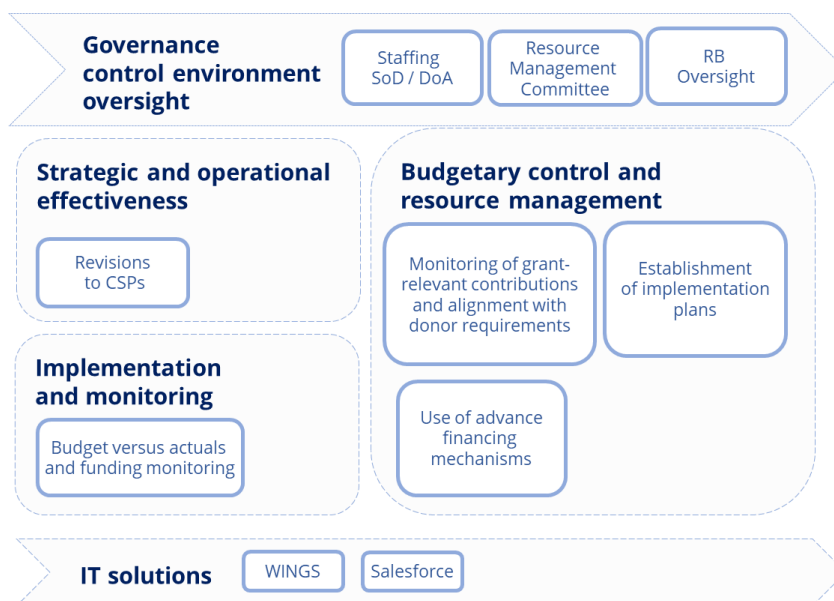 Governance
control environment
oversight
Staffing
SoD / DoA
Resource
Management
Committee
RB
Oversight
Strategic and operational
effectiveness
Revisions
to CSPs
Implementation
and monitoring
Budget versus actuals
and funding monitoring
Budgetary control and
resource management
Monitoring of grant-
relevant contributions
and alignment with
donor requirements
Establishment
of implementation
plans
Use of advance
financing
mechanisms
IT solutions
WINGS
Salesforce